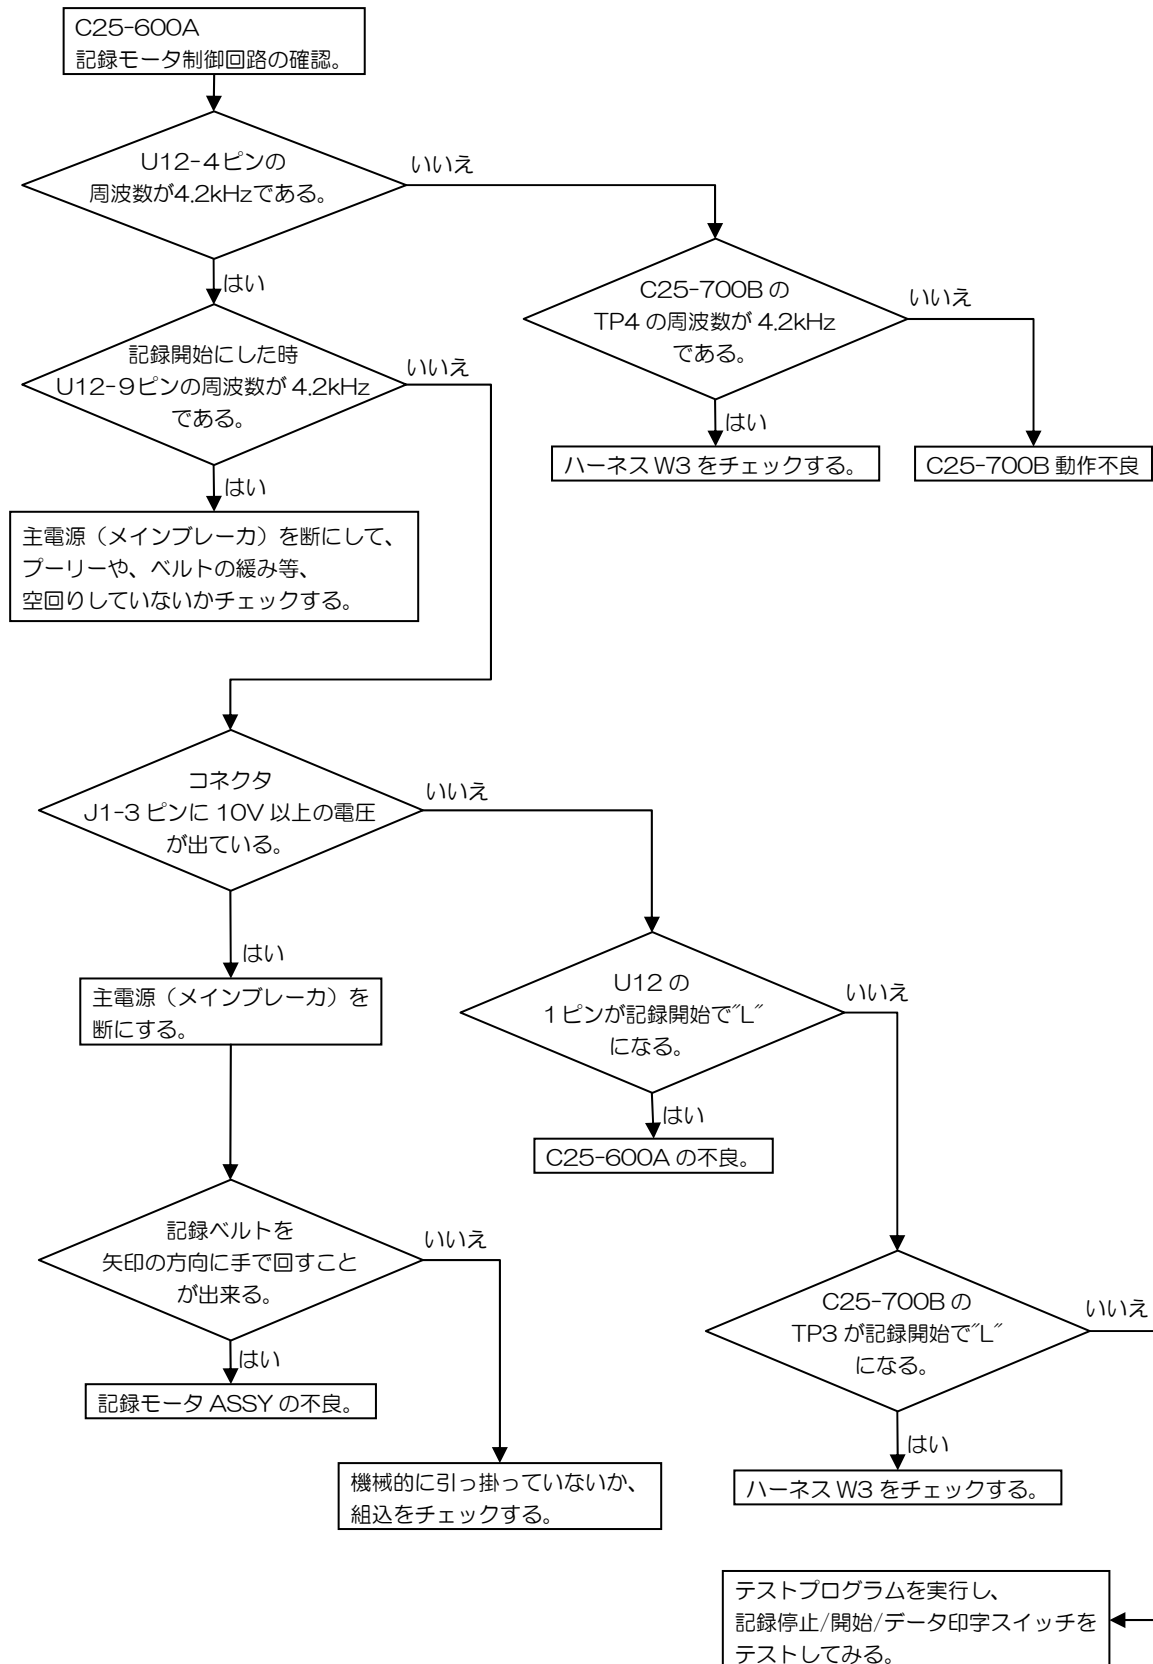 C25-600A
記録モータ制御回路の確認。
U12-4ピンの
周波数が4.2kHzである。
いいえ
はい
C25-700B の
TP4 の周波数が 4.2kHz
である。
いいえ
はい
ハーネス W3 をチェックする。
C25-700B 動作不良
記録開始にした時
U12-9ピンの周波数が 4.2kHz
である。
いいえ
はい
主電源（メインブレーカ）を断にして、
プーリーや、ベルトの緩み等、
空回りしていないかチェックする。
コネクタ
J1-3 ピンに 10V 以上の電圧
が出ている。
いいえ
はい
主電源（メインブレーカ）を
断にする。
U12 の
1 ピンが記録開始で"L"
になる。
いいえ
はい
C25-600A の不良。
記録ベルトを
矢印の方向に手で回すこと
が出来る。
いいえ
はい
記録モータ ASSY の不良。
機械的に引っ掛っていないか、
組込をチェックする。
C25-700B の
TP3 が記録開始で"L"
になる。
いいえ
はい
ハーネス W3 をチェックする。
テストプログラムを実行し、
記録停止/開始/データ印字スイッチを
テストしてみる。